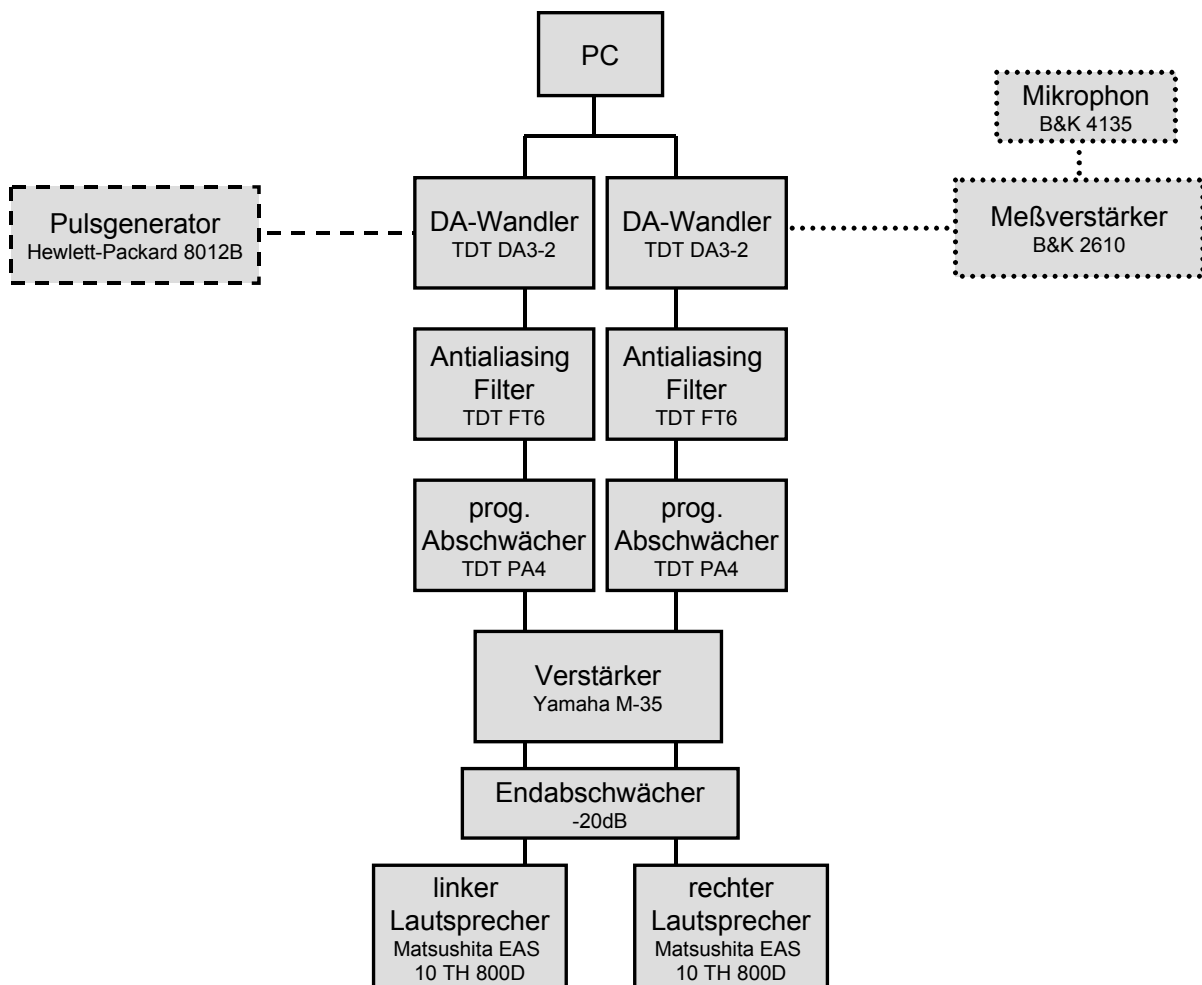 PC
Mikrophon
B&K 4135
Pulsgenerator
Hewlett-Packard 8012B
DA-Wandler
TDT DA3-2
DA-Wandler
TDT DA3-2
Meßverstärker
B&K 2610
Antialiasing
Filter
TDT FT6
Antialiasing
Filter
TDT FT6
prog.
Abschwächer
TDT PA4
prog.
Abschwächer
TDT PA4
Verstärker
Yamaha M-35
Endabschwächer
-20dB
linker
Lautsprecher
Matsushita EAS
10 TH 800D
rechter
Lautsprecher
Matsushita EAS
10 TH 800D